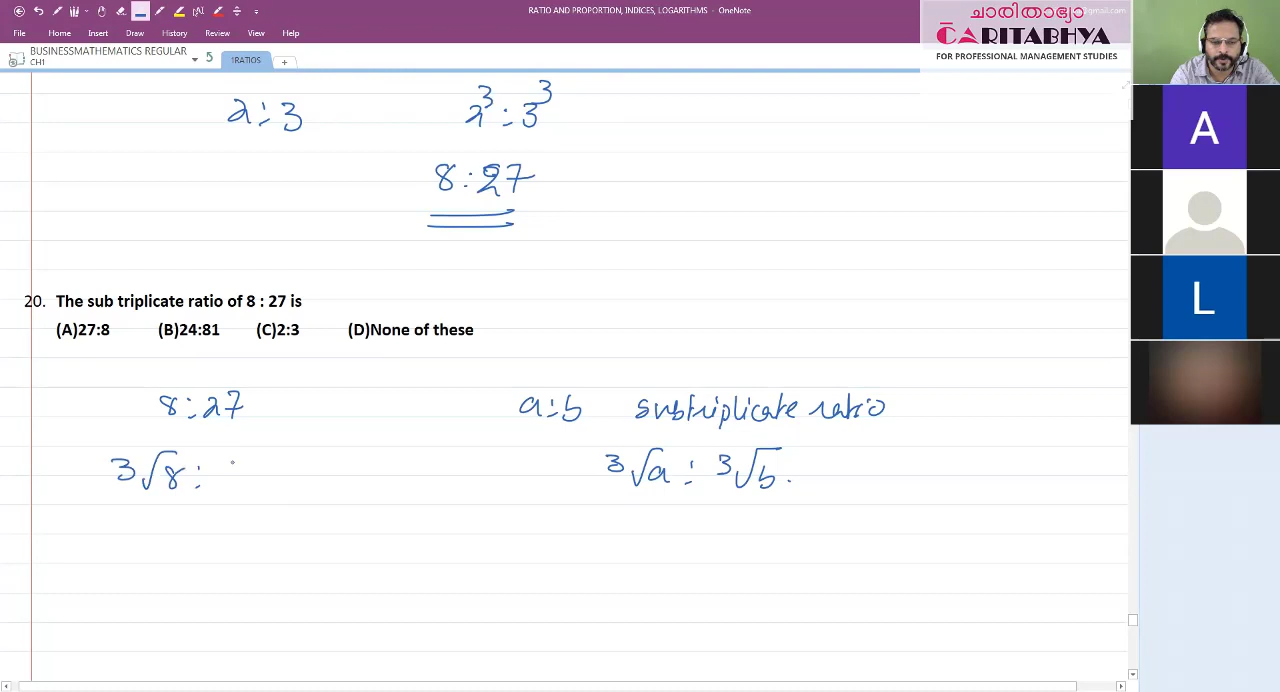 RATIO AND PROPORTION, INDICES, LOGARITHMS - OneNote
File Home Insert Draw History Review View Help
BUSINESSMATHEMATICS REGULAR
CH1
5
1RATIOS
ചാരിതാഭ്യാ
@gmail.com
CARITABHYA
FOR PROFESSIONAL MANAGEMENT STUDIES
2:3 2³:3³
8:27
20. The sub triplicate ratio of 8 : 27 is
(A)27:8 (B)24:81 (C)2:3 (D)None of these
8:27 a:b subtriplicate ratio
³√8: ³√a : ³√b.
A
L